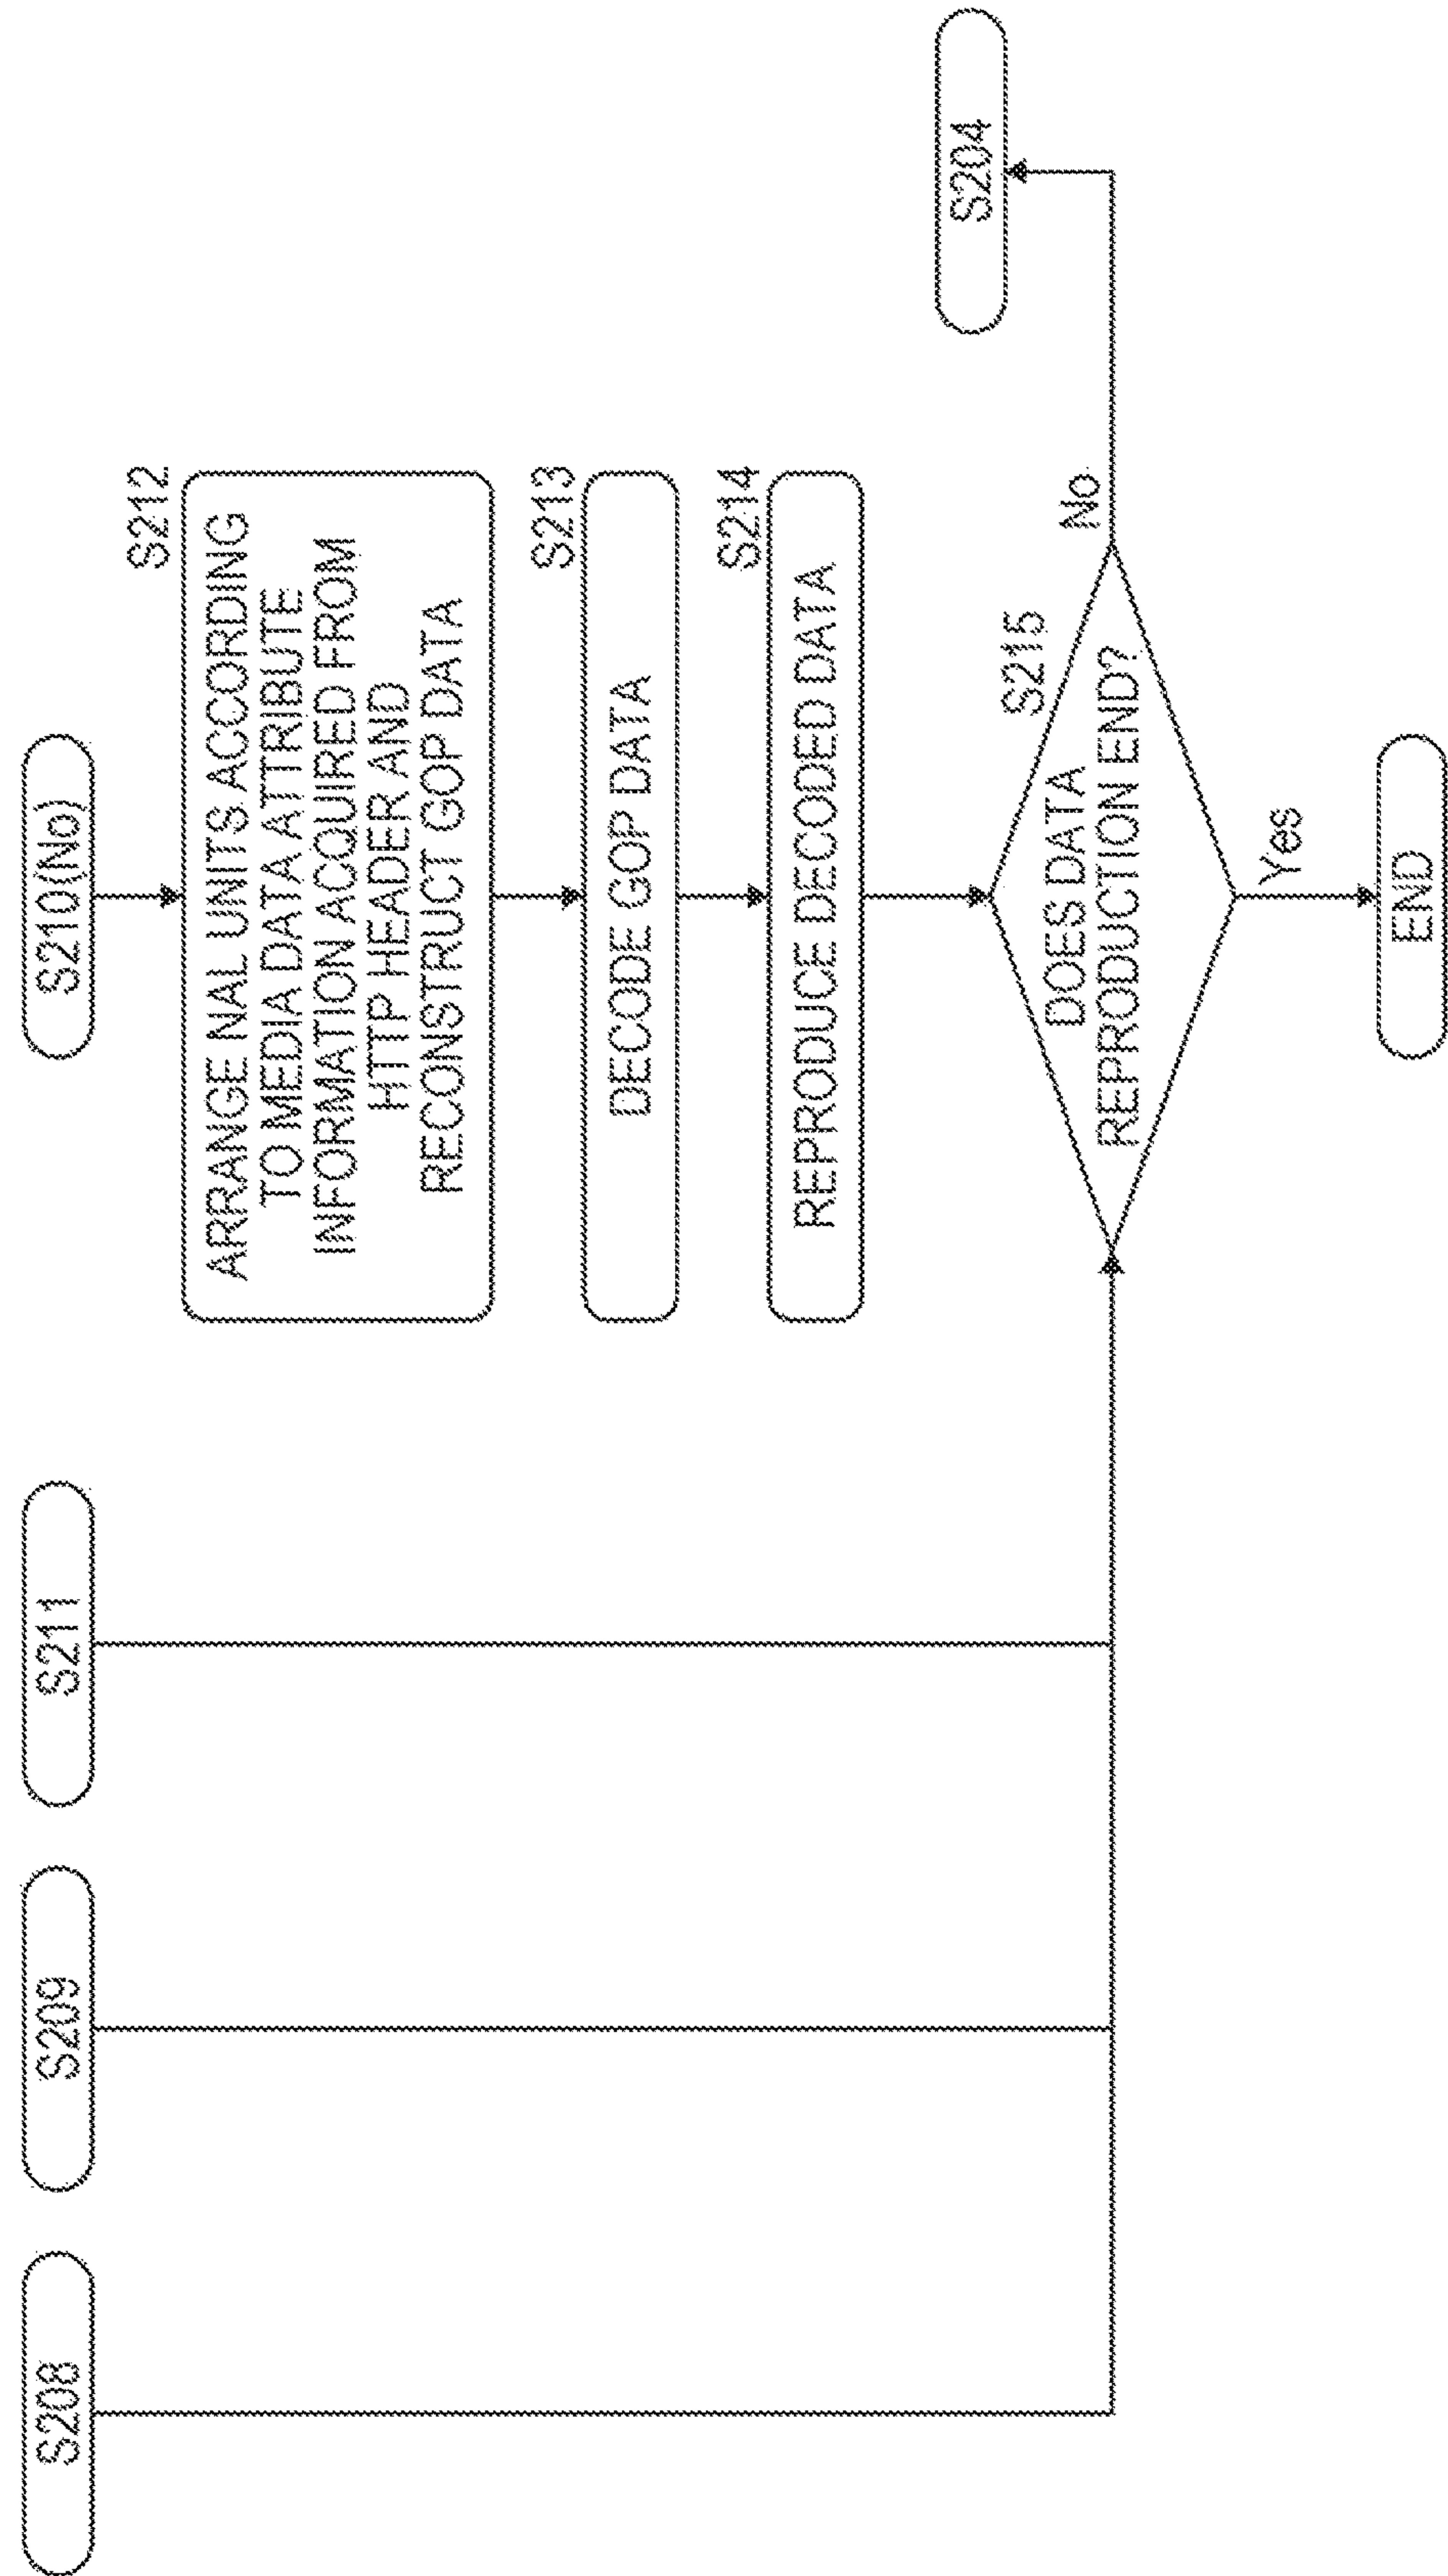 S208
S209
S211
S210(No)
S212
ARRANGE NAL UNITS ACCORDING
TO MEDIA DATA ATTRIBUTE
INFORMATION ACQUIRED FROM
HTTP HEADER AND
RECONSTRUCT GOP DATA
S213
DECODE GOP DATA
S214
REPRODUCE DECODED DATA
S215
DOES DATA
REPRODUCTION END?
No
S204
Yes
END